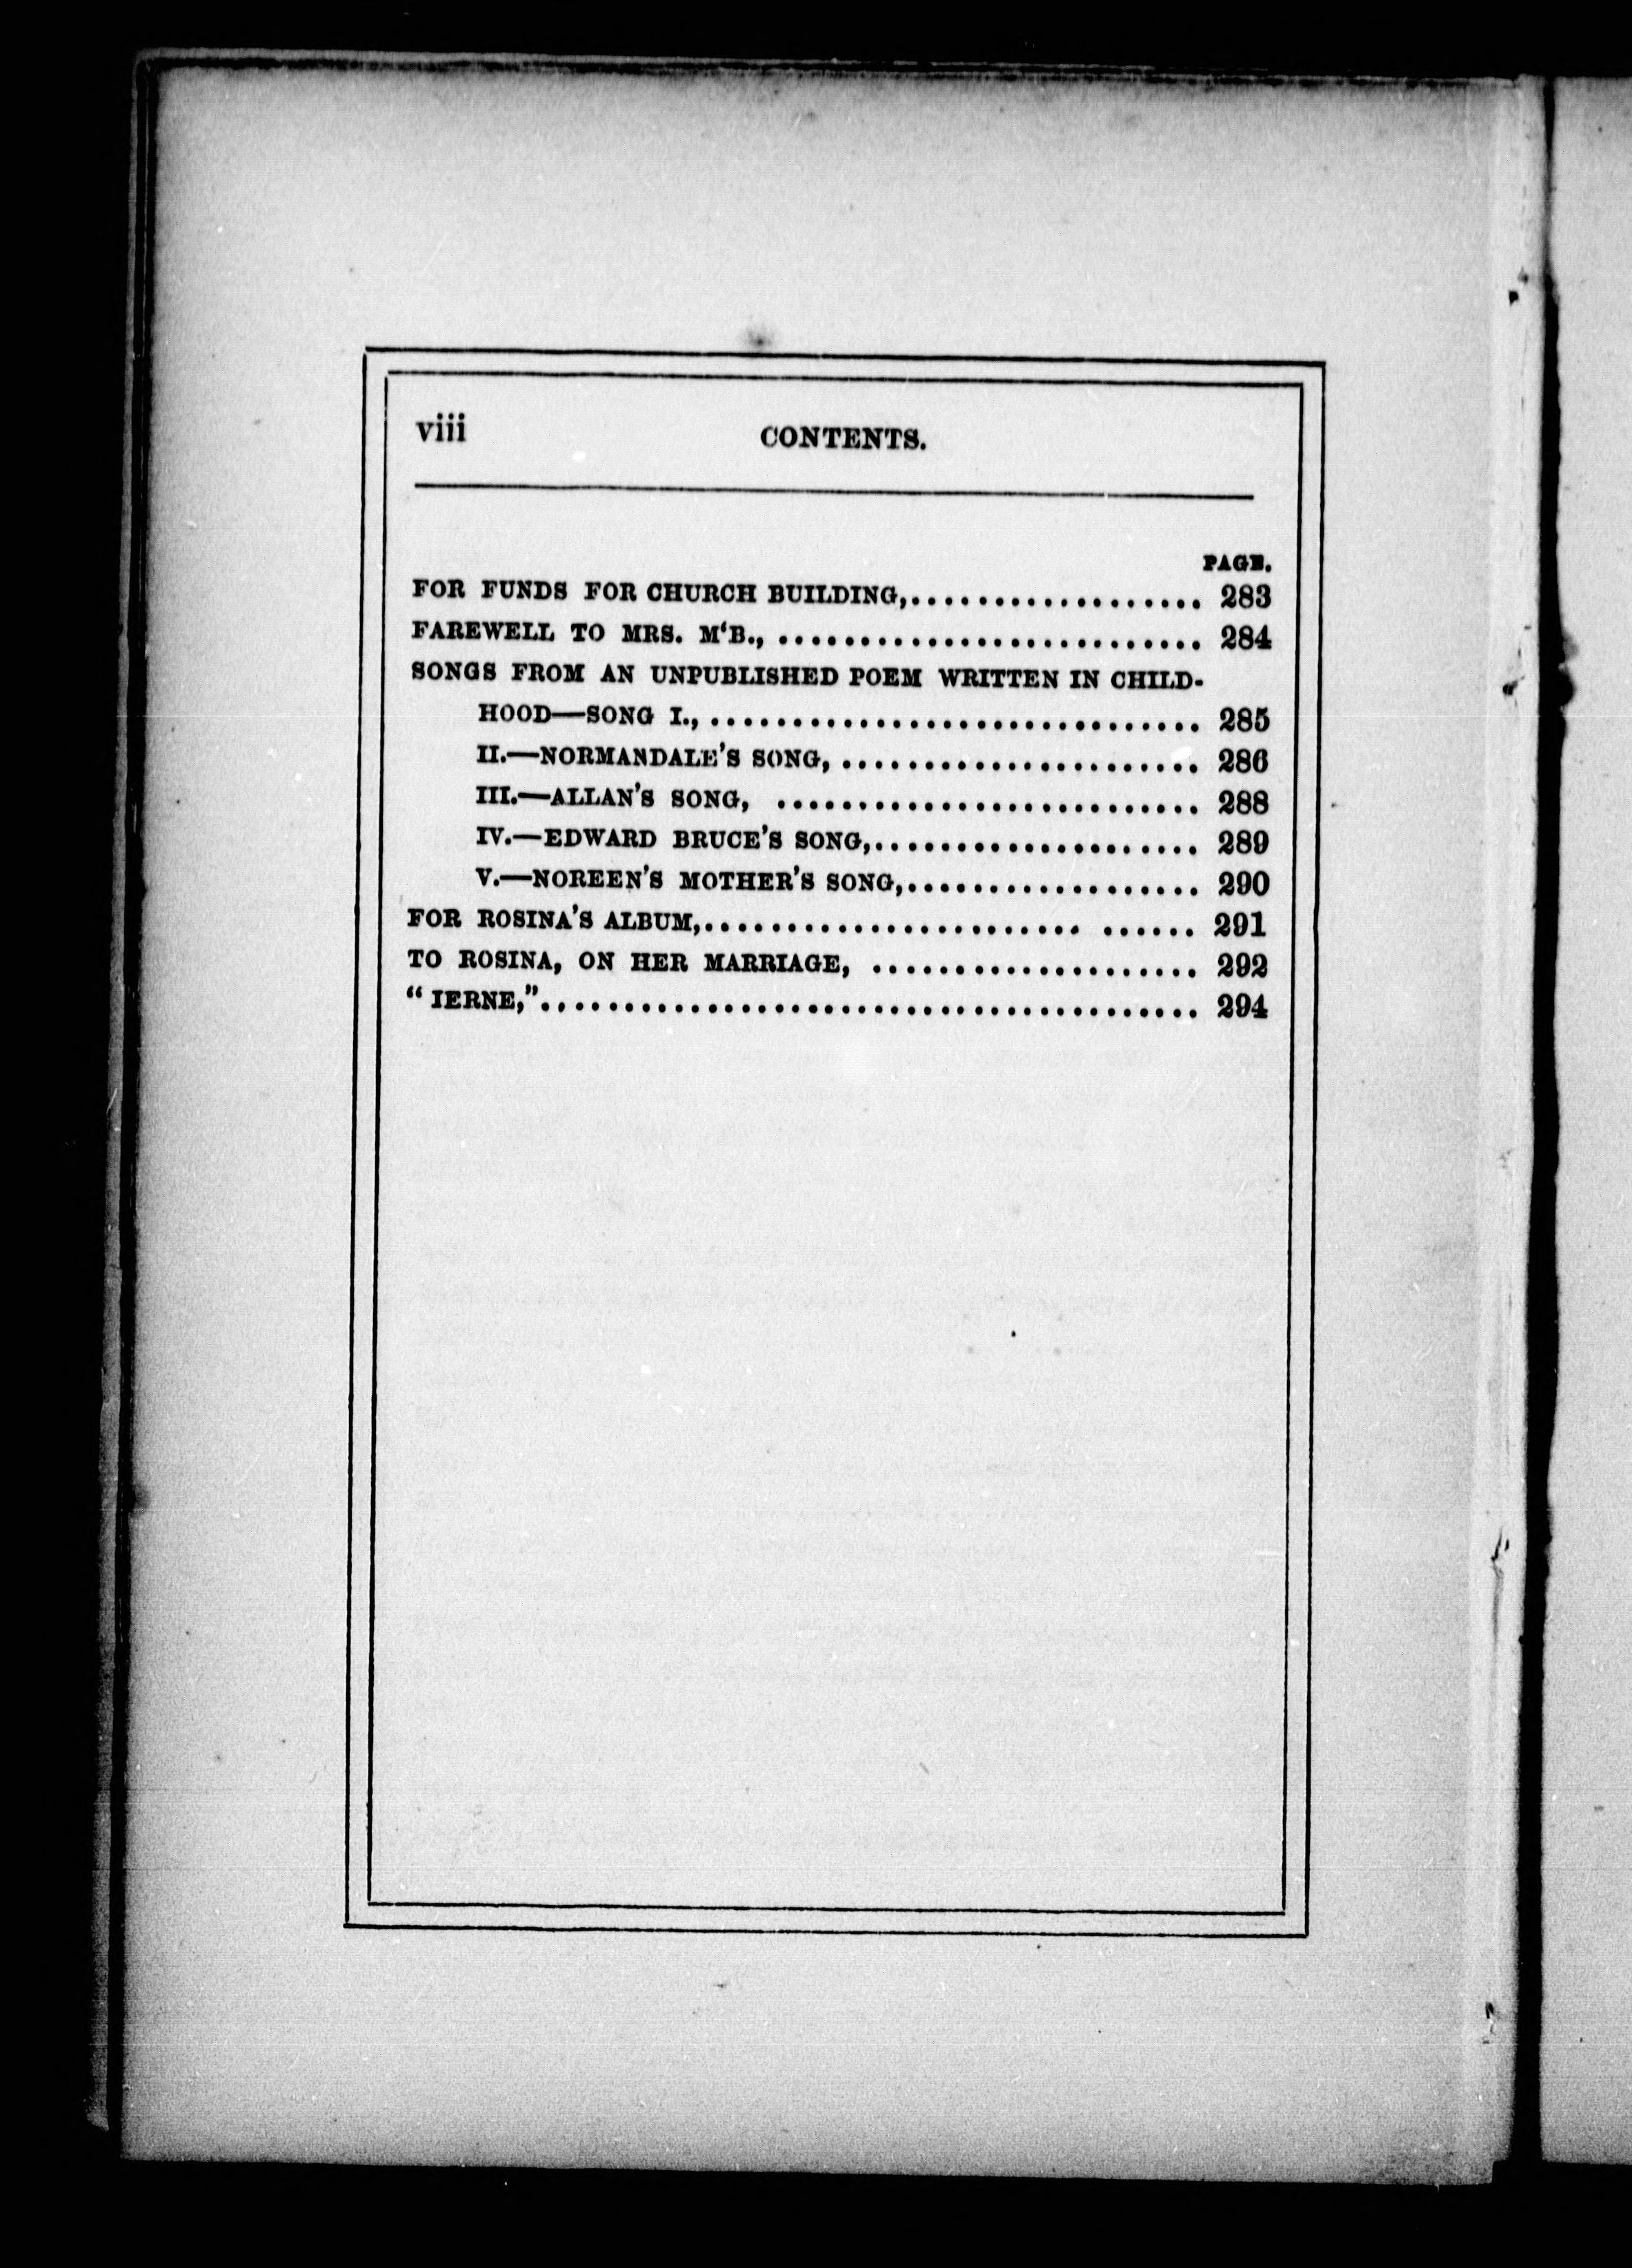 viii CONTENTS.
PAGE.
FOR FUNDS FOR CHURCH BUILDING,.................. 283
FAREWELL TO MRS. M‘B., .......................... 284
SONGS FROM AN UNPUBLISHED POEM WRITTEN IN CHILD-
HOOD—SONG I., .............................. 285
II.—NORMANDALE'S SONG, ...................... 286
III.—ALLAN'S SONG, .......................... 288
IV.—EDWARD BRUCE'S SONG,.................... 289
V.—NOREEN'S MOTHER'S SONG,.................. 290
FOR ROSINA'S ALBUM,....................... ...... 291
TO ROSINA, ON HER MARRIAGE, .................... 292
“ IERNE,”........................................ 294